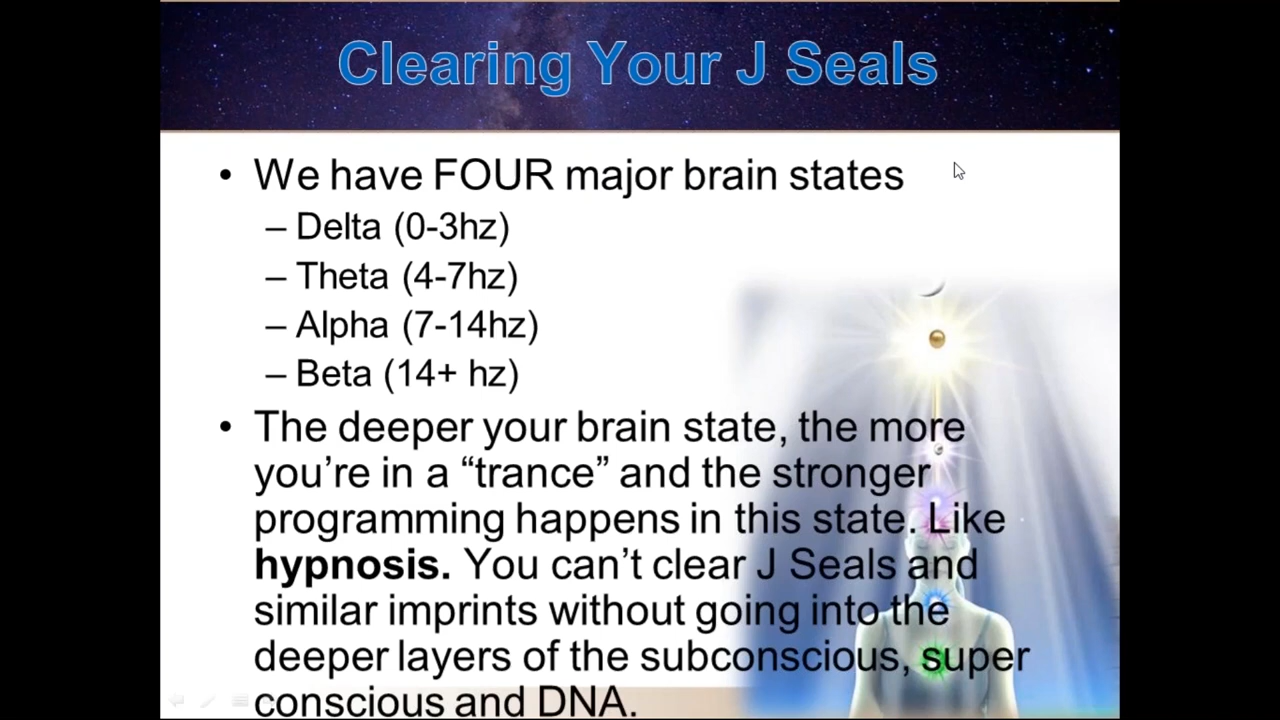 Clearing Your J Seals
• We have FOUR major brain states
– Delta (0-3hz)
– Theta (4-7hz)
– Alpha (7-14hz)
– Beta (14+ hz)
• The deeper your brain state, the more
you’re in a “trance” and the stronger
programming happens in this state. Like
hypnosis. You can’t clear J Seals and
similar imprints without going into the
deeper layers of the subconscious, super
conscious and DNA.